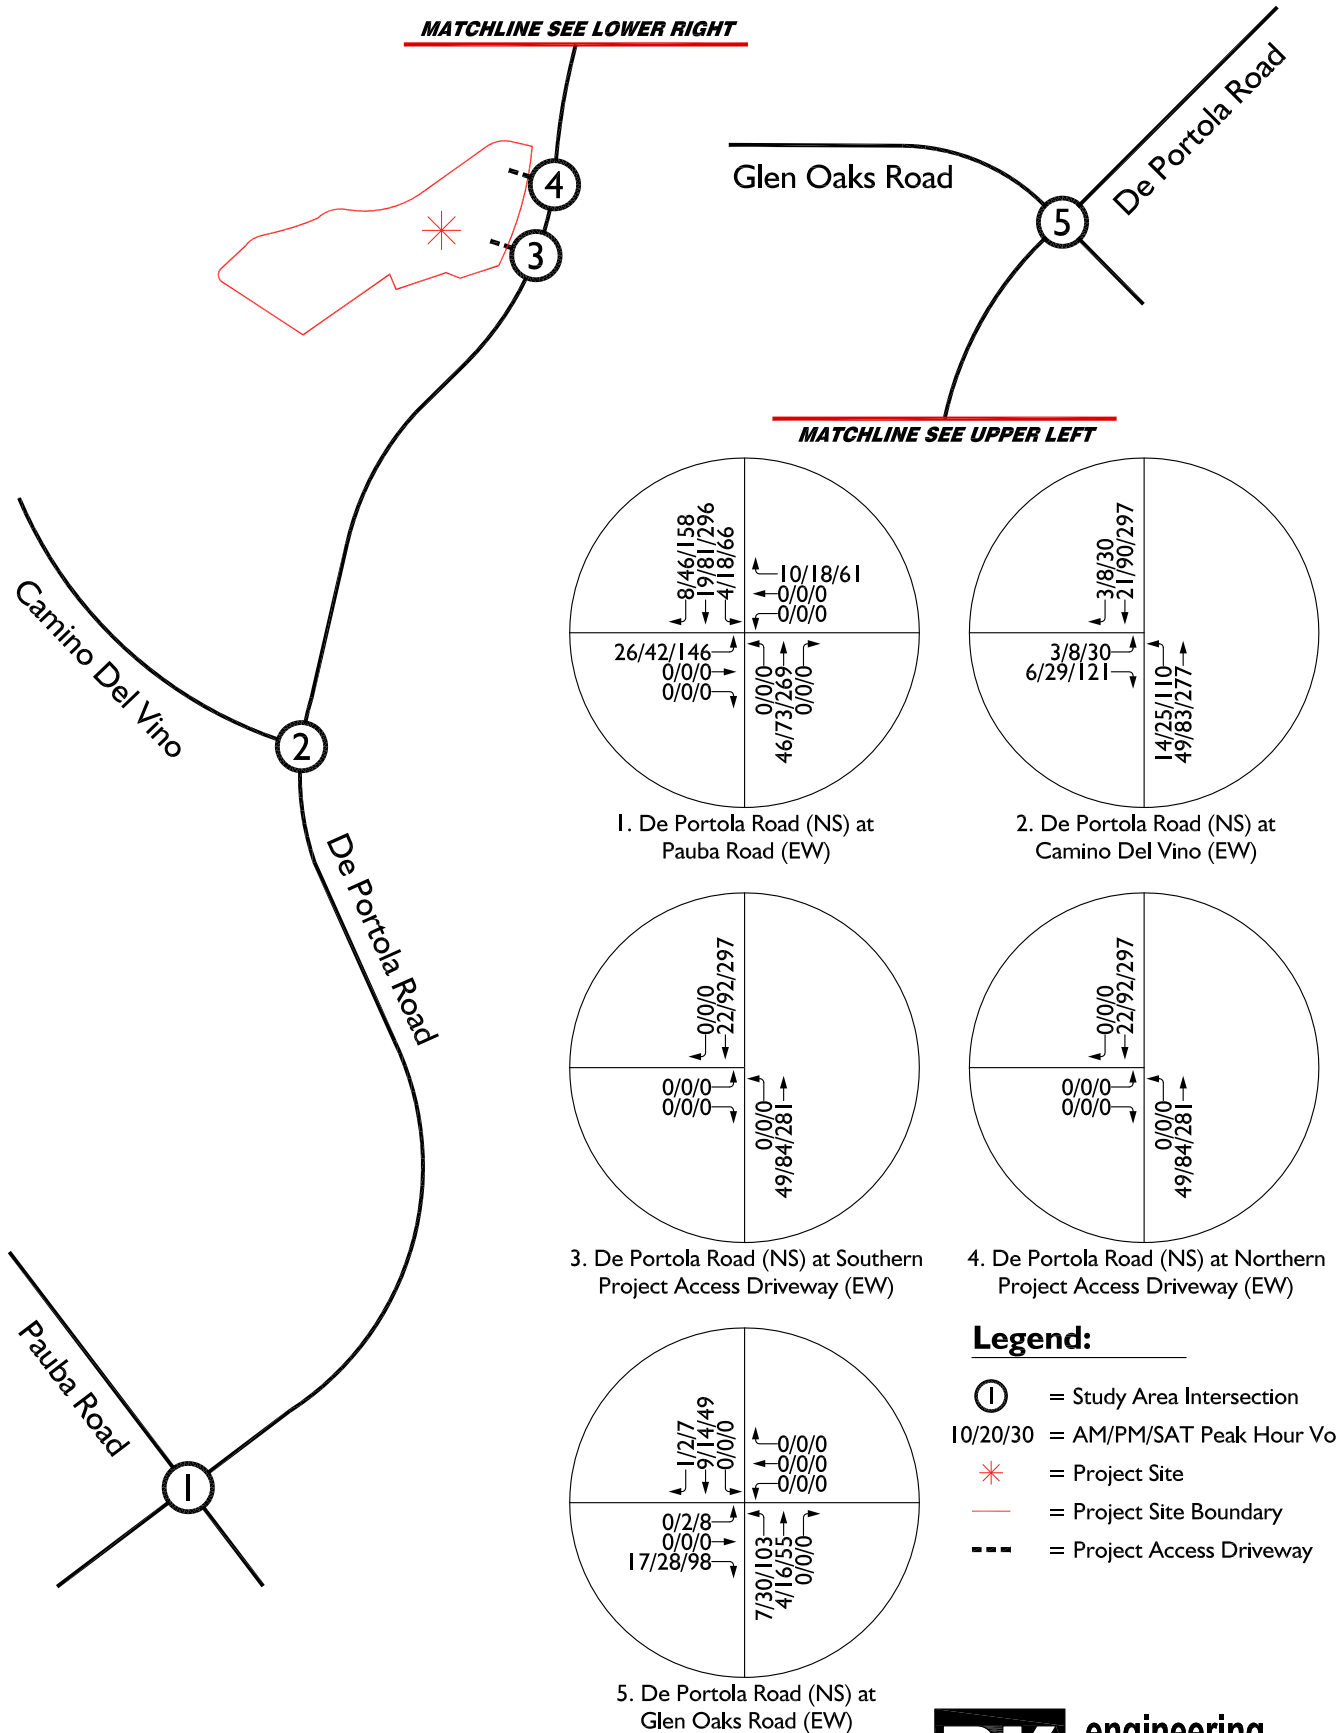 MATCHLINE SEE LOWER RIGHT
De Portola Road
Glen Oaks Road
4
3
5
MATCHLINE SEE UPPER LEFT
Camino Del Vino
2
De Portola Road
Pauba Road
1
8/46/158
19/81/296
4/18/66
10/18/61
0/0/0
0/0/0
26/42/146
0/0/0
0/0/0
0/0/0
46/73/269
0/0/0
1. De Portola Road (NS) at
Pauba Road (EW)
3/8/30
21/90/297
3/8/30
6/29/121
14/25/110
49/83/277
2. De Portola Road (NS) at
Camino Del Vino (EW)
0/0/0
22/92/297
0/0/0
0/0/0
0/0/0
49/84/281
3. De Portola Road (NS) at Southern
Project Access Driveway (EW)
0/0/0
22/92/297
0/0/0
0/0/0
0/0/0
49/84/281
4. De Portola Road (NS) at Northern
Project Access Driveway (EW)
1/2/7
9/14/49
0/0/0
0/0/0
0/0/0
0/0/0
0/2/8
0/0/0
17/28/98
7/30/103
4/16/55
0/0/0
5. De Portola Road (NS) at
Glen Oaks Road (EW)
Legend:
1 = Study Area Intersection
10/20/30 = AM/PM/SAT Peak Hour Vo
= Project Site
= Project Site Boundary
= Project Access Driveway
engineering